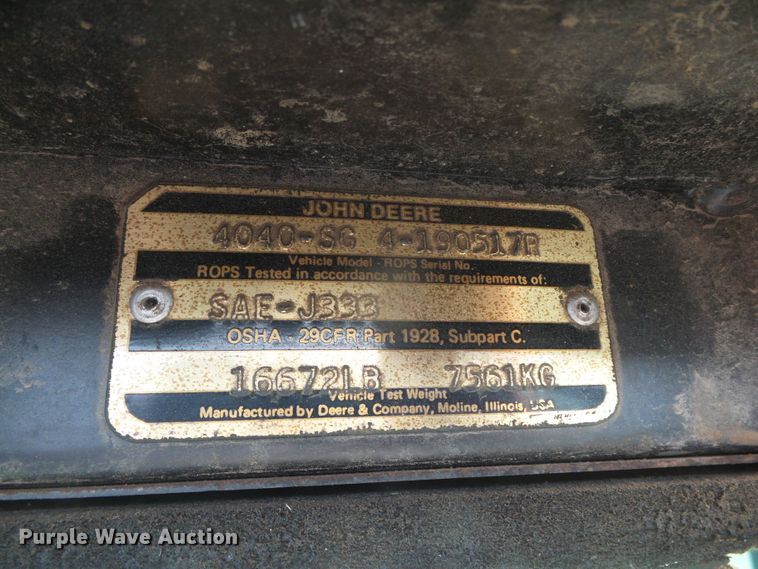 JOHN DEERE
4040-SG 4-190517R
Vehicle Model - ROPS Serial No.
ROPS Tested in accordance with the requirements of:
SAE-J333
OSHA - 29CFR Part 1928, Subpart C.
16672LB 7561KG
Vehicle Test Weight
Manufactured by Deere & Company, Moline, Illinois, USA
Purple Wave Auction